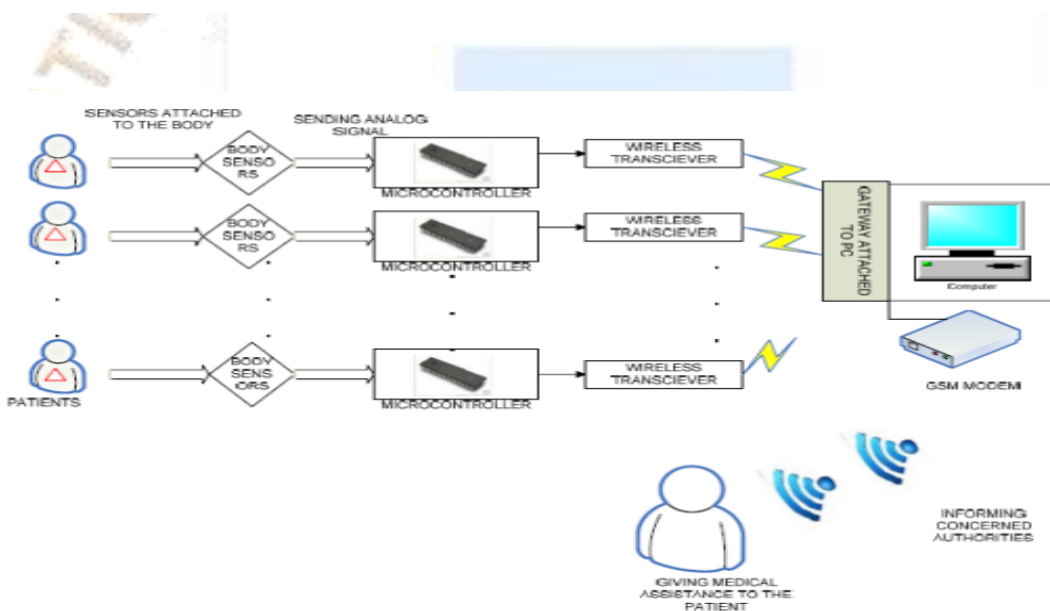 SENSORS ATTACHED
TO THE BODY
SENDING ANALOG
SIGNAL
BODY
SENSO
RS
MICROCONTROLLER
WIRELESS
TRANSCIEVER
BODY
SENSO
RS
MICROCONTROLLER
WIRELESS
TRANSCIEVER
GATEWAY ATTACHED
TO PC
Computer
BODY
SENS
ORS
MICROCONTROLLER
WIRELESS
TRANSCIEVER
PATIENTS
GSM MODEM
INFORMING
CONCERNED
AUTHORITIES
GIVING MEDICAL
ASSISTANCE TO THE
PATIENT